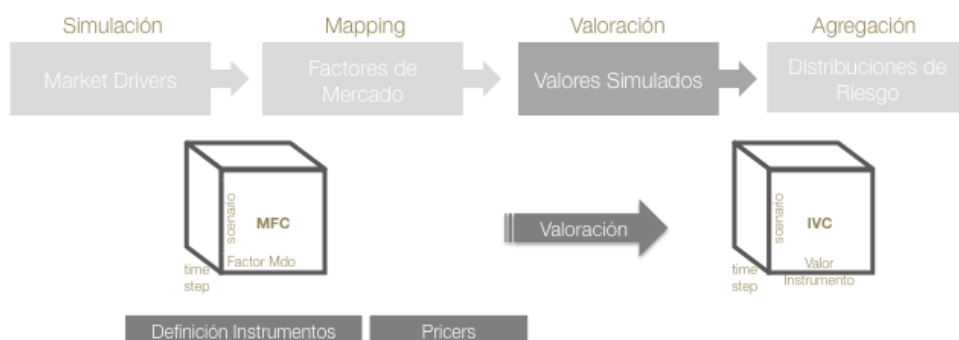 Simulación
Mapping
Valoración
Agregación
Market Drivers
Factores de
Mercado
Valores Simulados
Distribuciones de
Riesgo
scenario
MFC
Factor Mdo
time
step
Valoración
scenario
IVC
Valor
Instrumento
time
step
Definición Instrumentos
Pricers